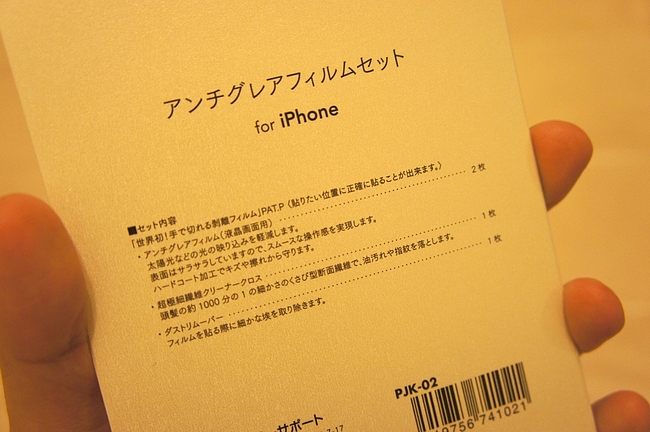 アンチグレアフィルムセット
for iPhone
■セット内容
「世界初！手で切れる剥離フィルム」PAT.P（貼りたい位置に正確に貼ることが出来ます。）
・アンチグレアフィルム（液晶画面用）………………………………………… 2枚
太陽光などの光の映り込みを軽減します。
表面はサラサラしていますので、スムースな操作感を実現します。
ハードコート加工でキズや擦れから守ります。
・超極細繊維クリーナークロス………………………………………… 1枚
頭髪の約1000分の1の細かさのくさび型断面繊維で、油汚れや指紋を落とします。
・ダストリムーバー………………………………………… 1枚
フィルムを貼る際に細かな埃を取り除きます。
PJK-02
サポート
7-17
0756 741021